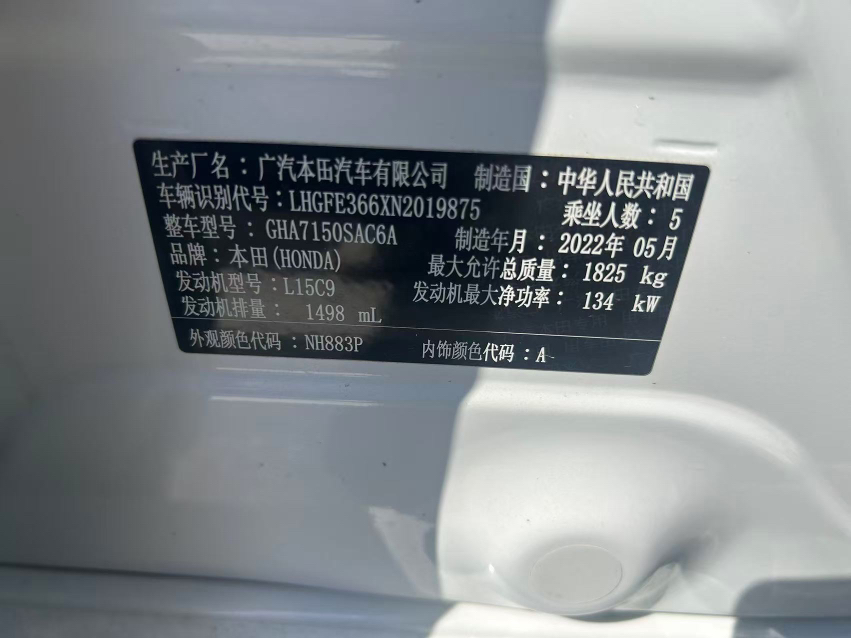 生产厂名：广汽本田汽车有限公司 制造国：中华人民共和国
车辆识别代号：LHGFE366XN2019875 乘坐人数：5
整车型号：GHA7150SAC6A 制造年月：2022年 05月
品牌：本田(HONDA) 最大允许总质量：1825 kg
发动机型号：L15C9 发动机最大净功率：134 kW
发动机排量：1498 mL
外观颜色代码：NH883P 内饰颜色代码：A